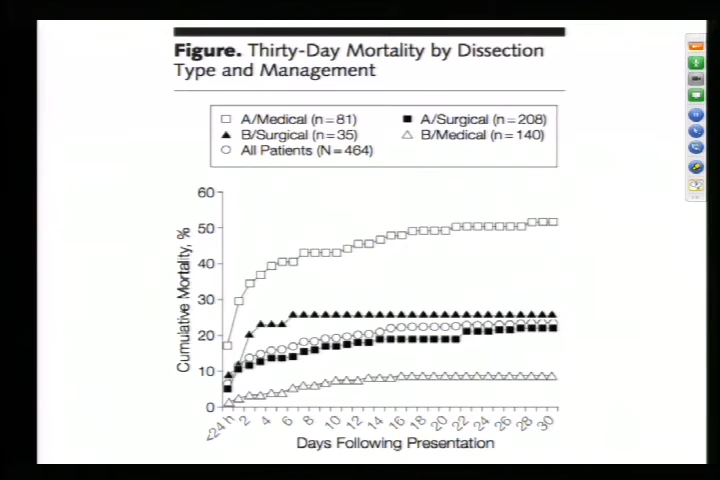 Figure. Thirty-Day Mortality by Dissection
Type and Management
A/Medical (n=81)
A/Surgical (n=208)
B/Surgical (n=35)
B/Medical (n=140)
All Patients (N=464)
Cumulative Mortality, %
60
50
40
30
20
10
0
<24 h
2
4
6
8
10
12
14
16
18
20
22
24
26
28
30
Days Following Presentation